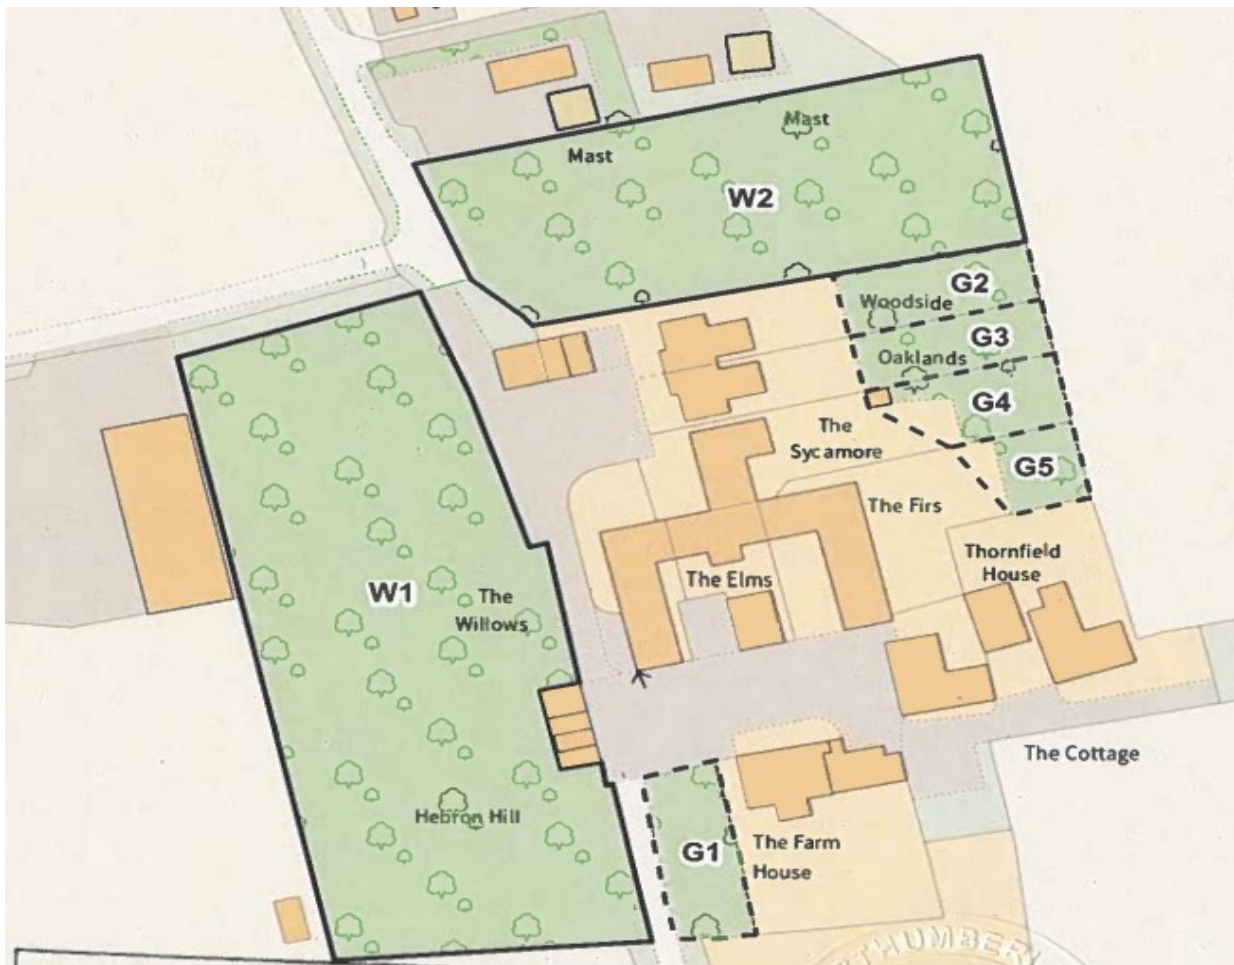 Mast
Mast
W2
G2
Woodside
G3
Oaklands
G4
The
Sycamore
G5
The Firs
Thornfield
House
The Elms
W1
The
Willows
The Cottage
Hebron Hill
G1
The Farm
House